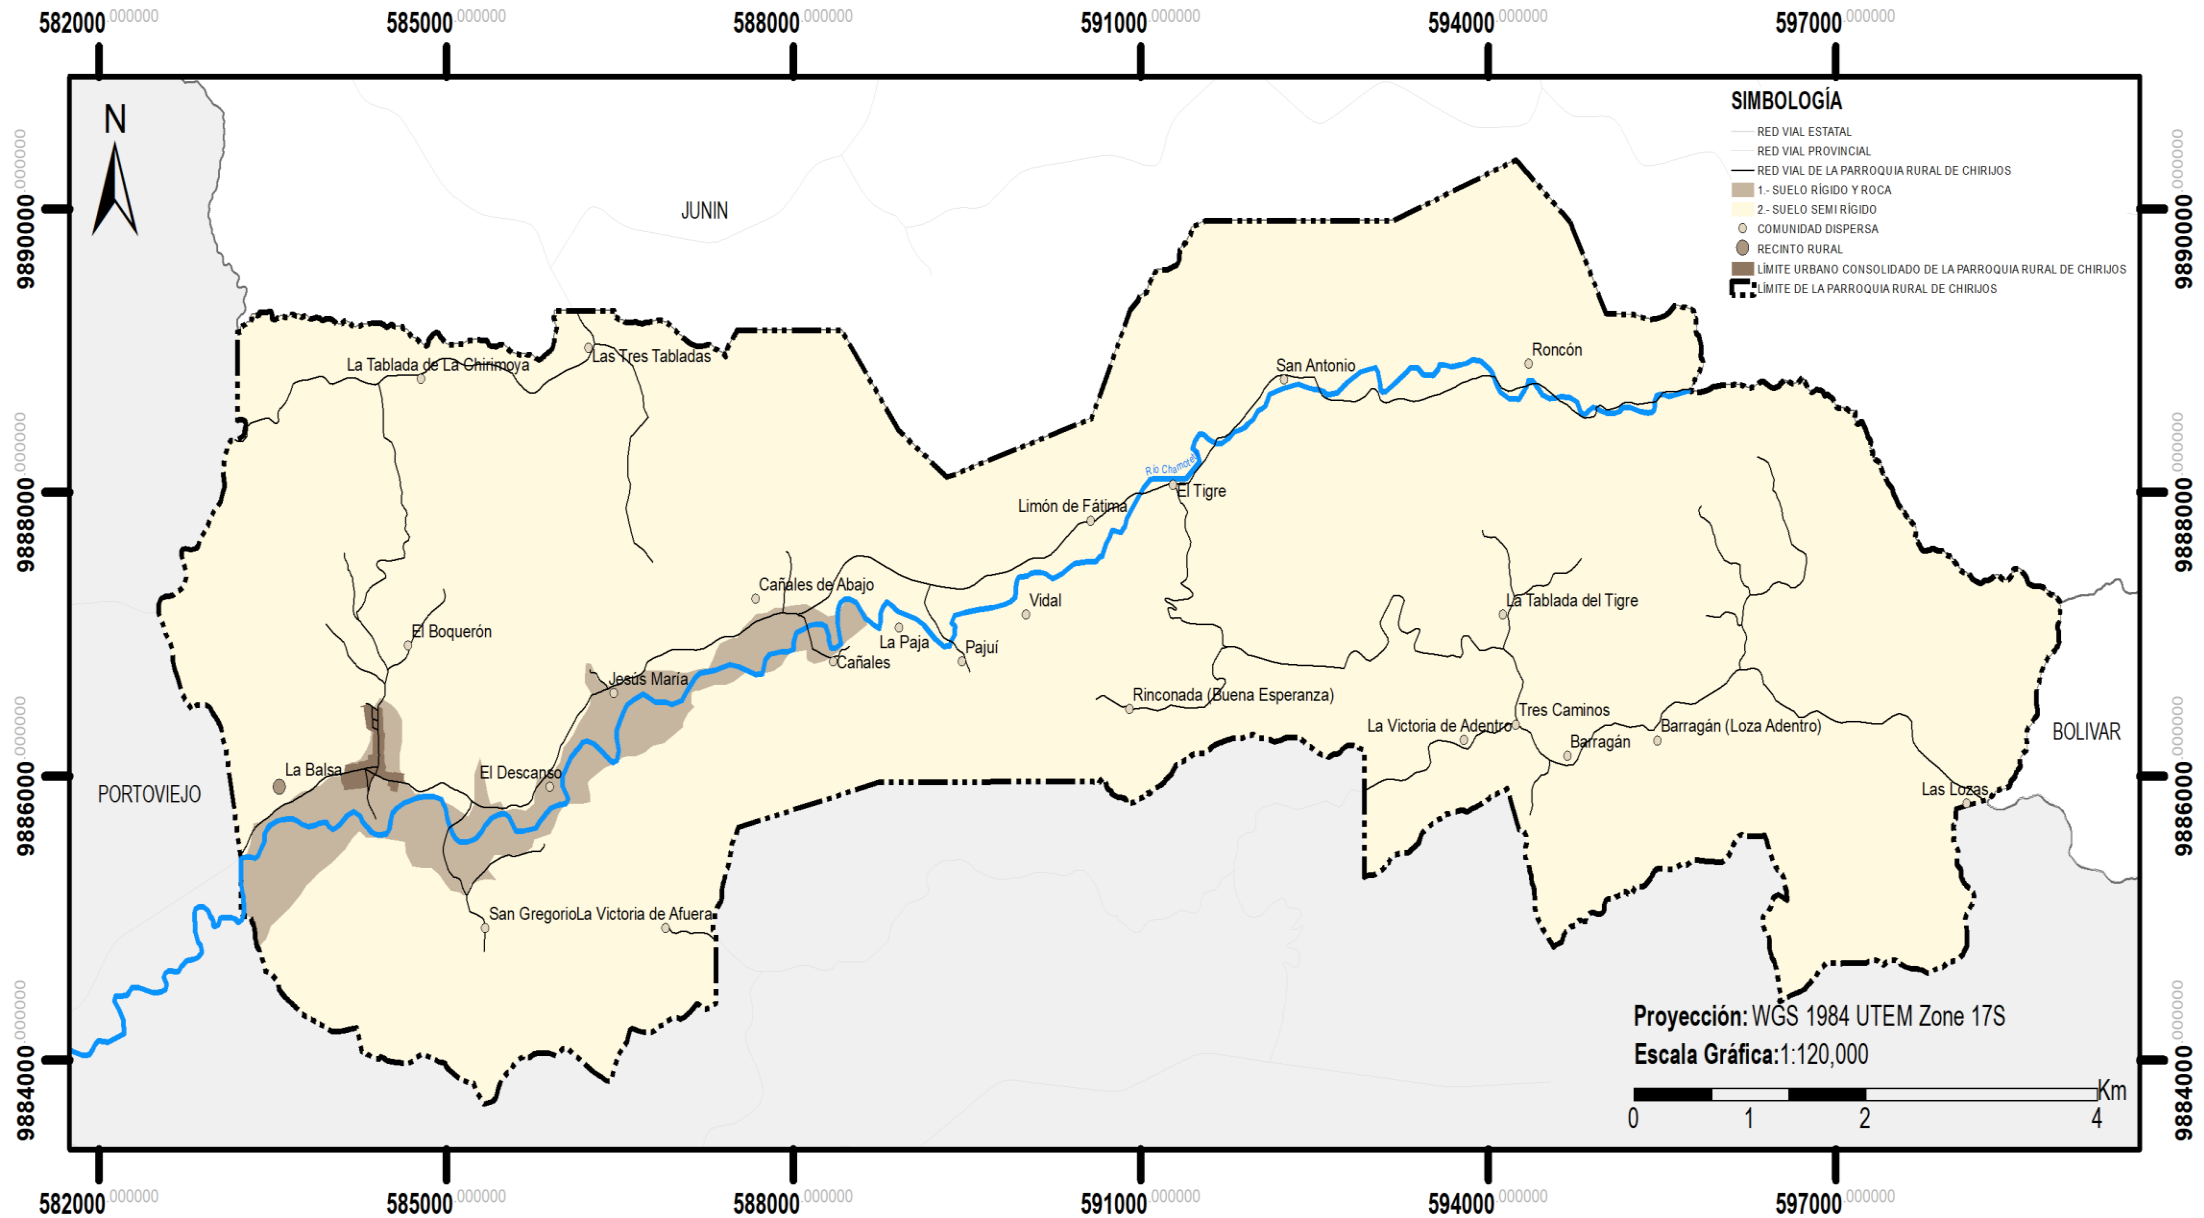 582000.000000 585000.000000 588000.000000 591000.000000 594000.000000 597000.000000
N
JUNIN
SIMBOLOGÍA
RED VIAL ESTATAL
RED VIAL PROVINCIAL
RED VIAL DE LA PARROQUIA RURAL DE CHIRIJOS
1.- SUELO RÍGIDO Y ROCA
2.- SUELO SEMI RÍGIDO
COMUNIDAD DISPERSA
RECINTO RURAL
LÍMITE URBANO CONSOLIDADO DE LA PARROQUIA RURAL DE CHIRIJOS
LÍMITE DE LA PARROQUIA RURAL DE CHIRIJOS
9890000.000000
9890000.000000
La Tablada de La Chirimoya
Las Tres Tabladas
San Antonio
Roncón
Río Chamotete
El Tigre
Limón de Fátima
9888000.000000
9888000.000000
Cañales de Abajo
Vidal
La Tablada del Tigre
El Boquerón
La Paja
Pajuí
Cañales
Jesús María
Rinconada (Buena Esperanza)
Tres Caminos
La Victoria de Adentro
Barragán (Loza Adentro)
Barragán
BOLIVAR
La Balsa
El Descanso
PORTOVIEJO
Las Lozas
9886000.000000
9886000.000000
San Gregorio
La Victoria de Afuera
Proyección: WGS 1984 UTEM Zone 17S
Escala Gráfica:1:120,000
Km
0 1 2 4
9884000.000000
9884000.000000
582000.000000 585000.000000 588000.000000 591000.000000 594000.000000 597000.000000